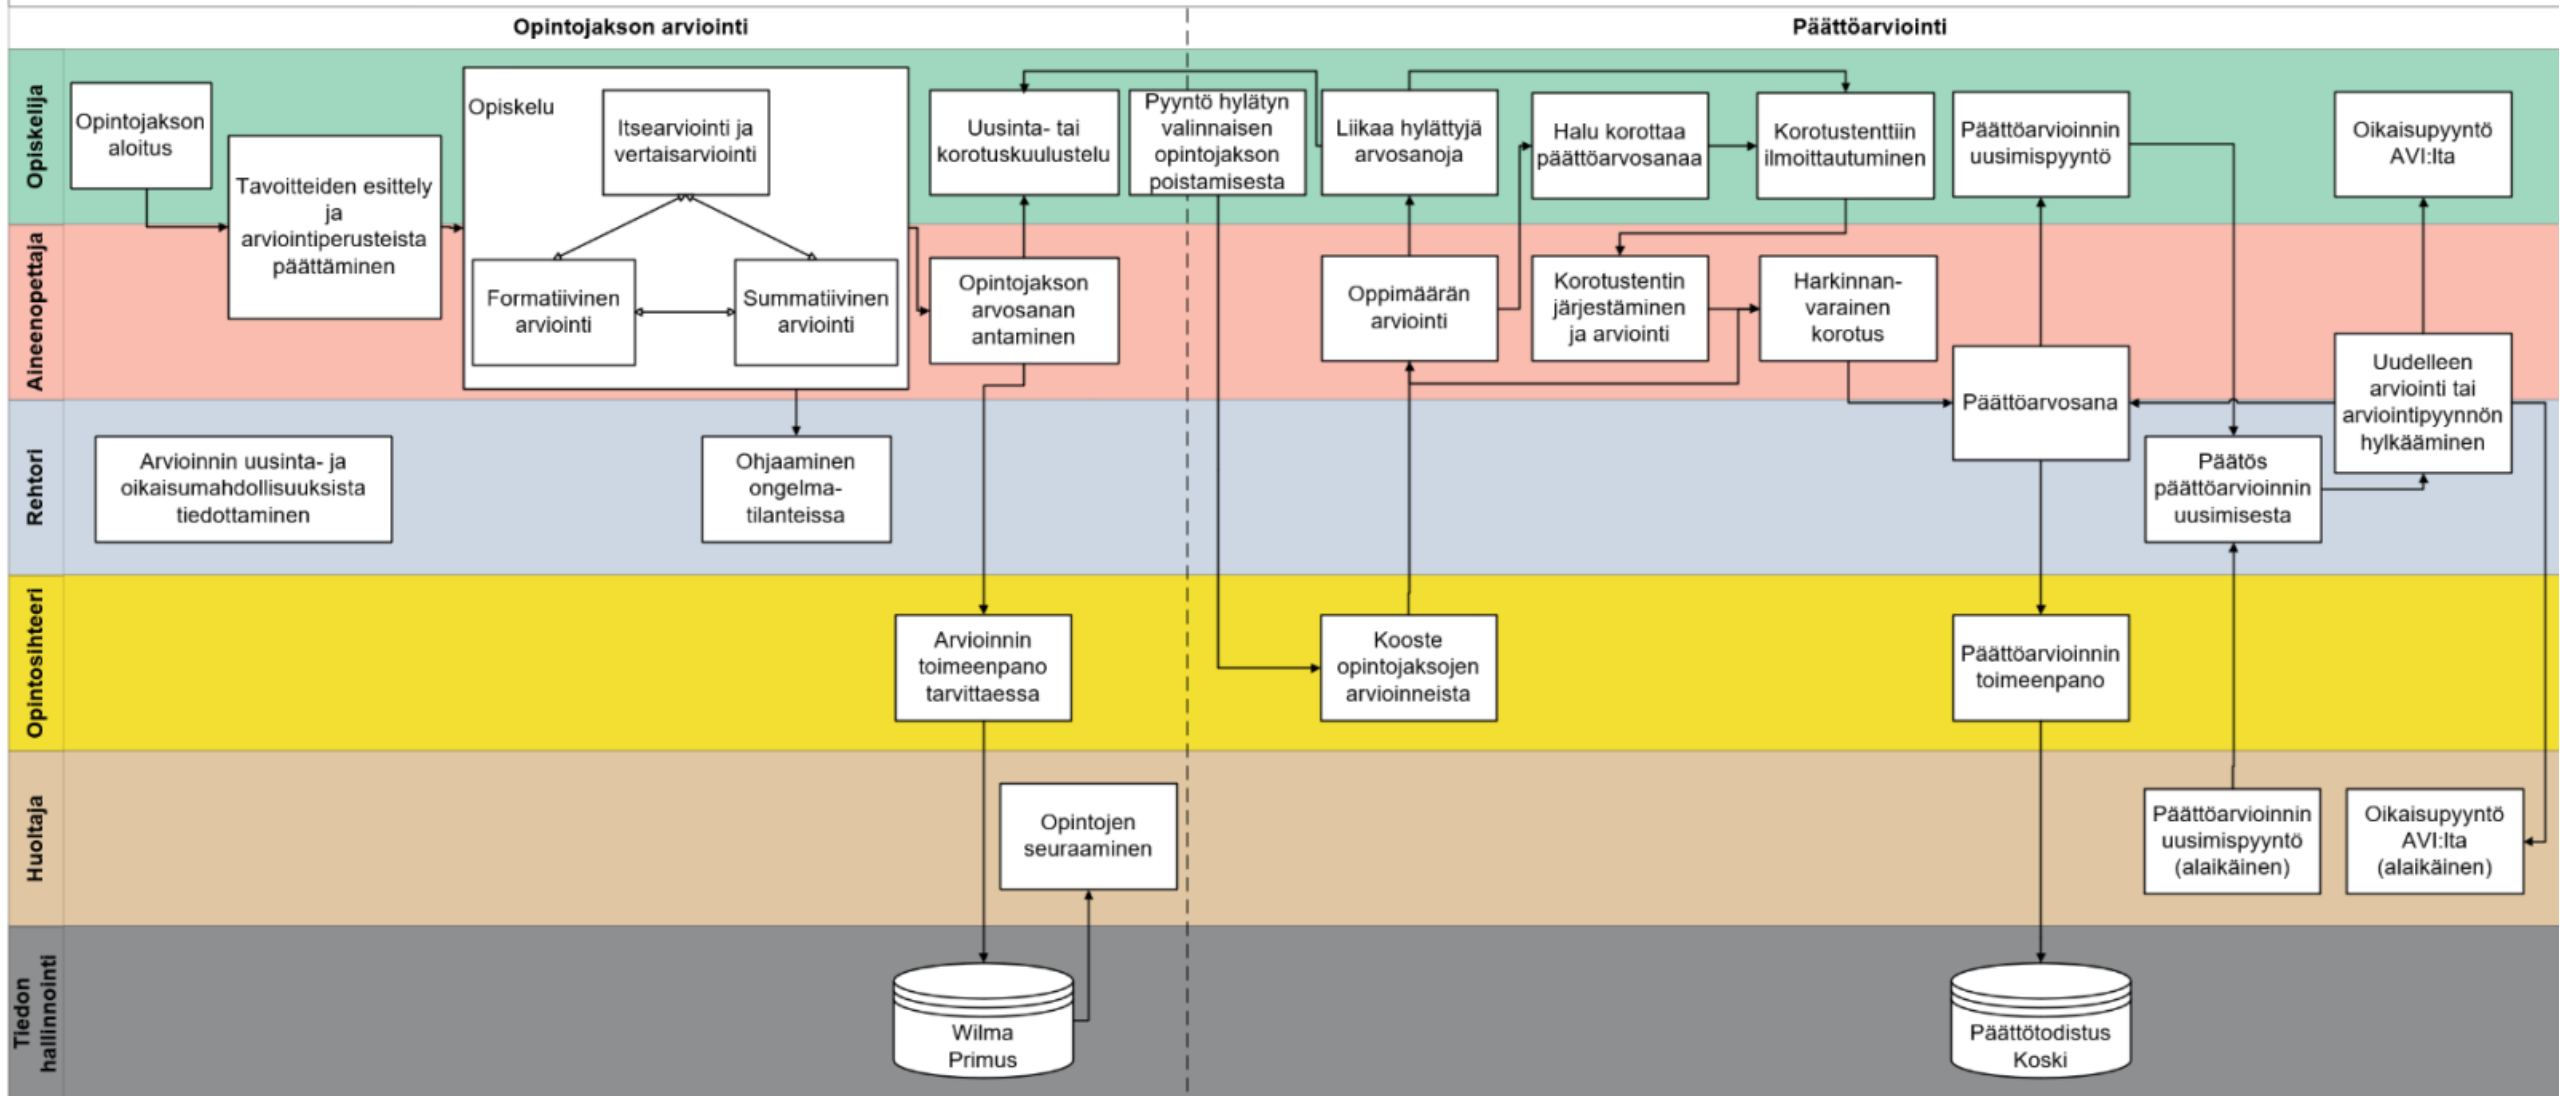 Opintojakson arviointi
Päättöarviointi
Opiskelija
Opintojakson
aloitus
Tavoitteiden esittely
ja
arviointiperusteista
päättäminen
Opiskelu
Itsearviointi ja
vertaisarviointi
Uusinta- tai
korotuskuulustelu
Pyyntö hylätyn
valinnaisen
opintojakson
poistamisesta
Liikaa hylättyjä
arvosanoja
Halu korottaa
päättöarvosanaa
Korotustenttiin
ilmoittautuminen
Päättöarvioinnin
uusimispyyntö
Oikaisupyyntö
AVI:lta
Aineenopettaja
Formatiivinen
arviointi
Summatiivinen
arviointi
Opintojakson
arvosanan
antaminen
Oppimäärän
arviointi
Korotustentin
järjestäminen
ja arviointi
Harkinnan-
varainen
korotus
Päättöarvosana
Uudelleen
arviointi tai
arviointipyynnön
hylkääminen
Rehtori
Arvioinnin uusinta- ja
oikaisumahdollisuuksista
tiedottaminen
Ohjaaminen
ongelma-
tilanteissa
Päätös
päättöarvioinnin
uusimisesta
Opintosihteeri
Arvioinnin
toimeenpano
tarvittaessa
Kooste
opintojaksojen
arvioinneista
Päättöarvioinnin
toimeenpano
Huoltaja
Opintojen
seuraaminen
Päättöarvioinnin
uusimispyyntö
(alaikäinen)
Oikaisupyyntö
AVI:lta
(alaikäinen)
Tiedon
hallinnointi
Wilma
Primus
Päättötodistus
Koski